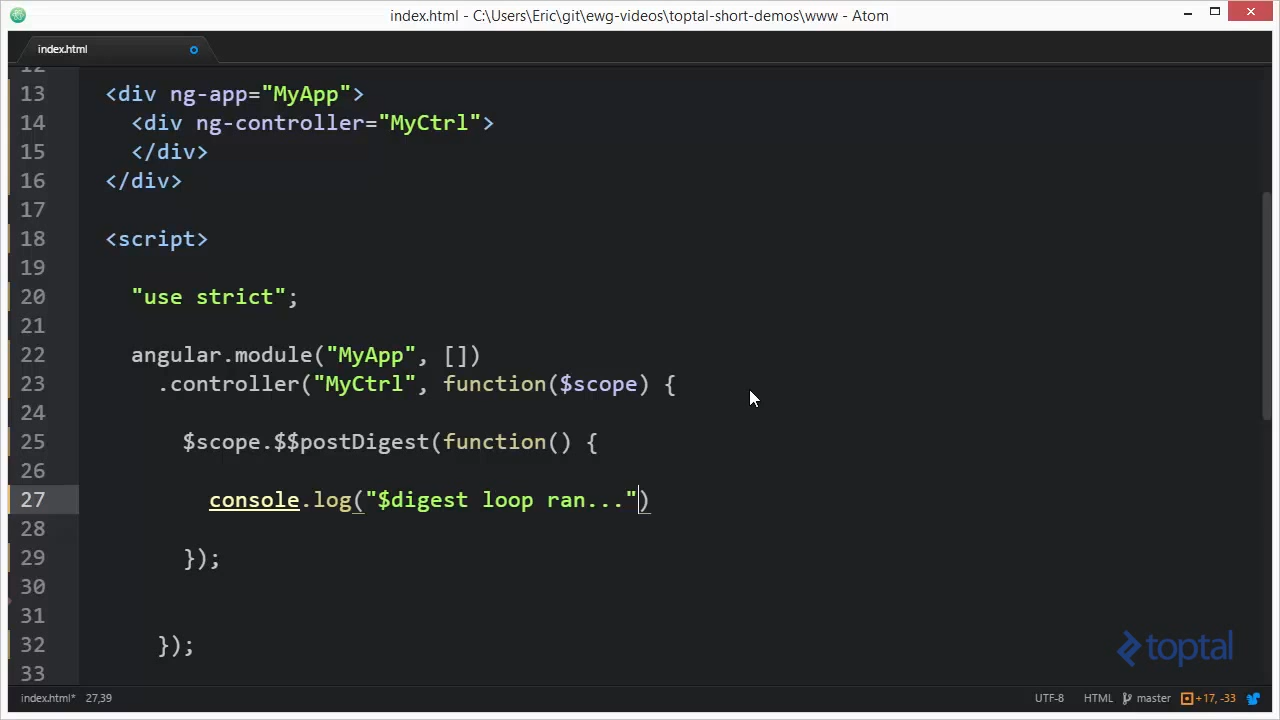 index.html - C:\Users\Eric\git\ewg-videos\toptal-short-demos\www - Atom
index.html
12
13 <div ng-app="MyApp">
14 <div ng-controller="MyCtrl">
15 </div>
16 </div>
17
18 <script>
19
20 "use strict";
21
22 angular.module("MyApp", [])
23 .controller("MyCtrl", function($scope) {
24
25 $scope.$$postDigest(function() {
26
27 console.log("$digest loop ran...")
28
29 });
30
31
32 });
33
toptal
index.html* 27,39 UTF-8 HTML master +17, -33